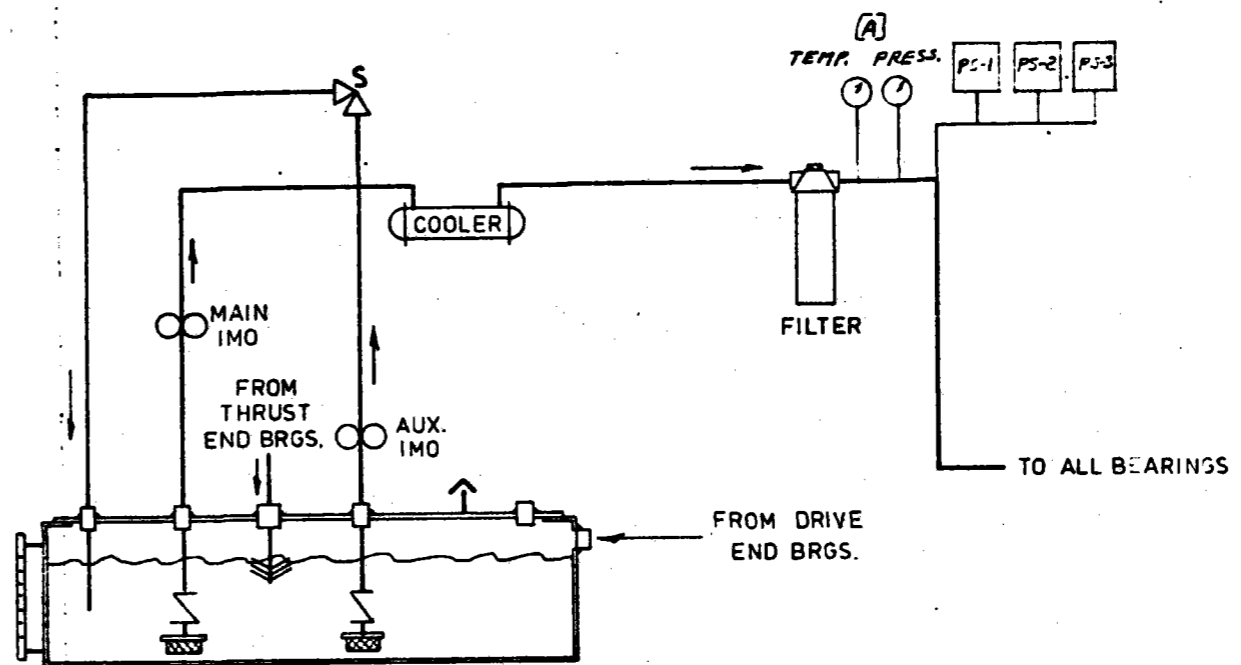 [A]
TEMP. PRESS.
PS-1
PS-2
PS-3
S
COOLER
MAIN
IMO
FILTER
FROM
THRUST
END BRGS.
AUX.
IMO
TO ALL BEARINGS
FROM DRIVE
END BRGS.